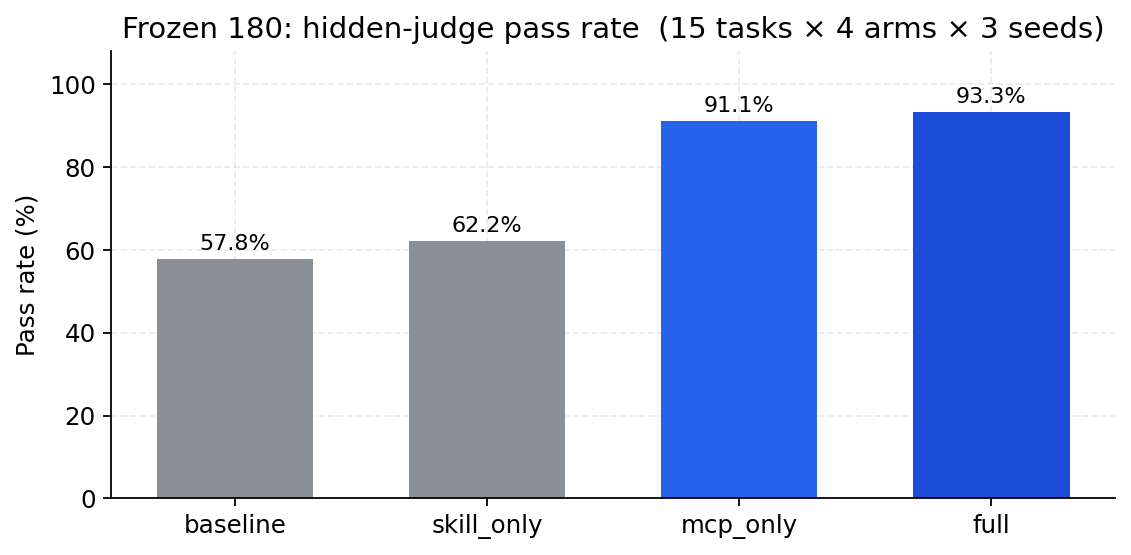 Frozen 180: hidden-judge pass rate  (15 tasks × 4 arms × 3 seeds)
Pass rate (%)
100
80
60
40
20
0
57.8%
62.2%
91.1%
93.3%
baseline
skill_only
mcp_only
full